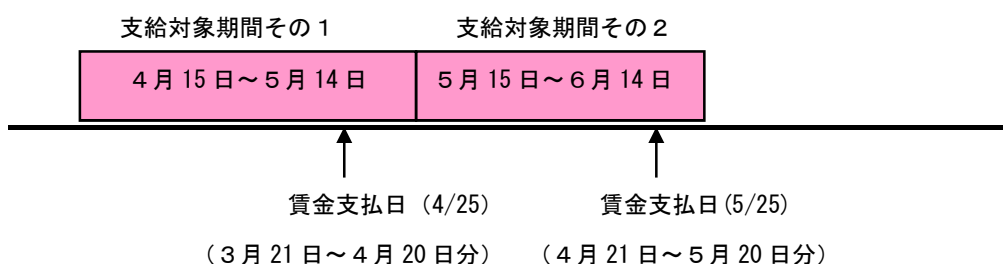 支給対象期間その１　支給対象期間その２
４月 15 日～５月 14 日　５月 15 日～６月 14 日
賃金支払日（4/25）　賃金支払日(5/25)
（３月 21 日～４月 20 日分）　（４月 21 日～５月 20 日分）